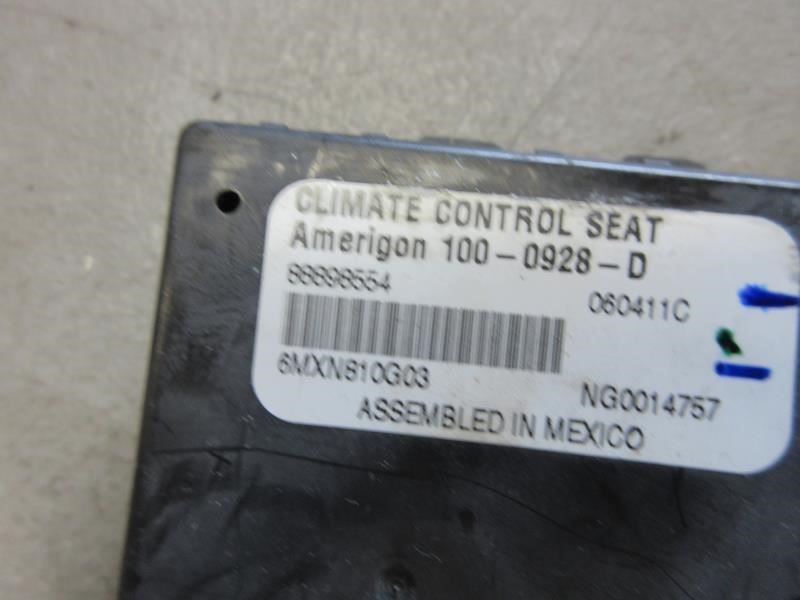 CLIMATE CONTROL SEAT
Amerigon 100-0928-D
88898554
060411C
6MXN810G03
NG0014757
ASSEMBLED IN MEXICO